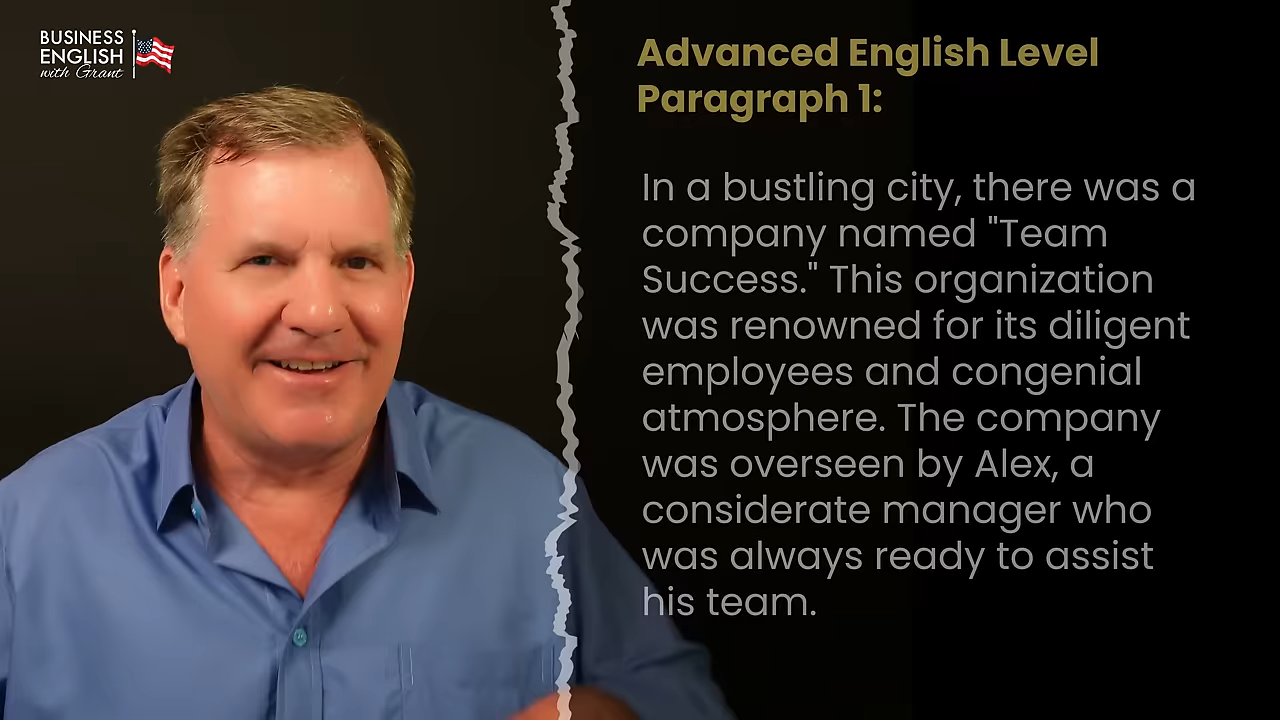 BUSINESS
ENGLISH
with Grant
Advanced English Level
Paragraph 1:
In a bustling city, there was a
company named "Team
Success." This organization
was renowned for its diligent
employees and congenial
atmosphere. The company
was overseen by Alex, a
considerate manager who
was always ready to assist
his team.